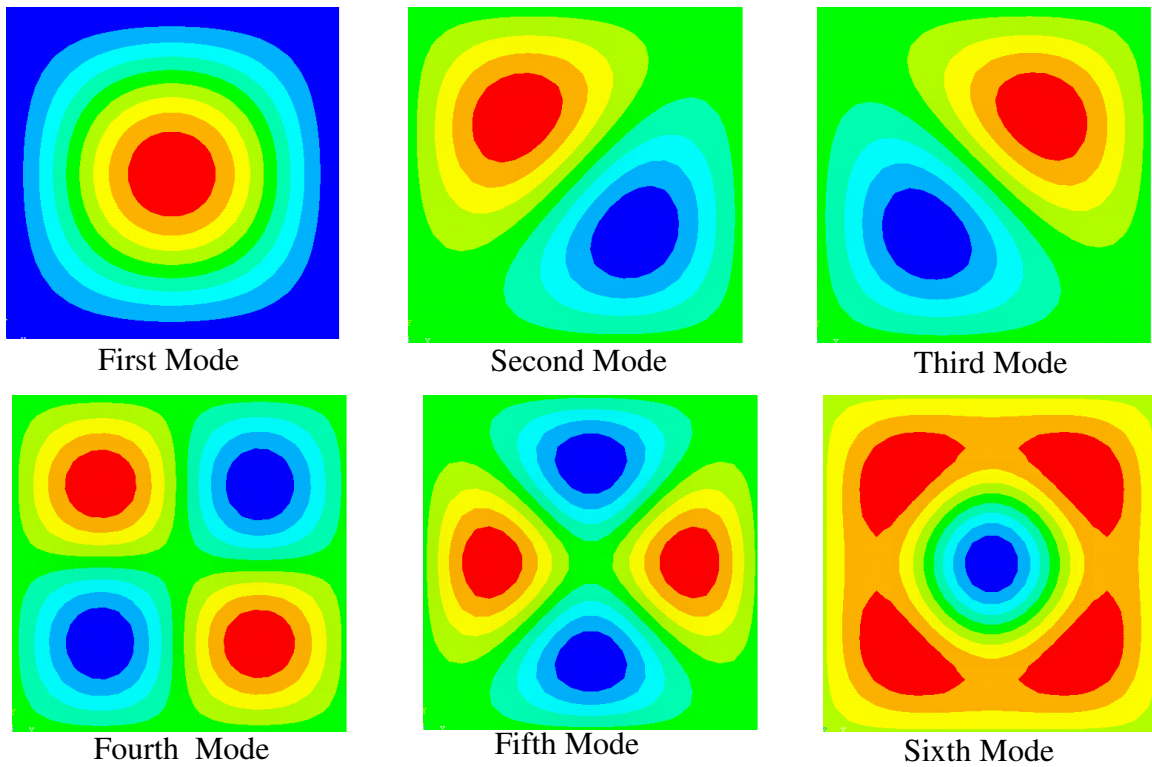 First Mode
Second Mode
Third Mode
Fourth Mode
Fifth Mode
Sixth Mode